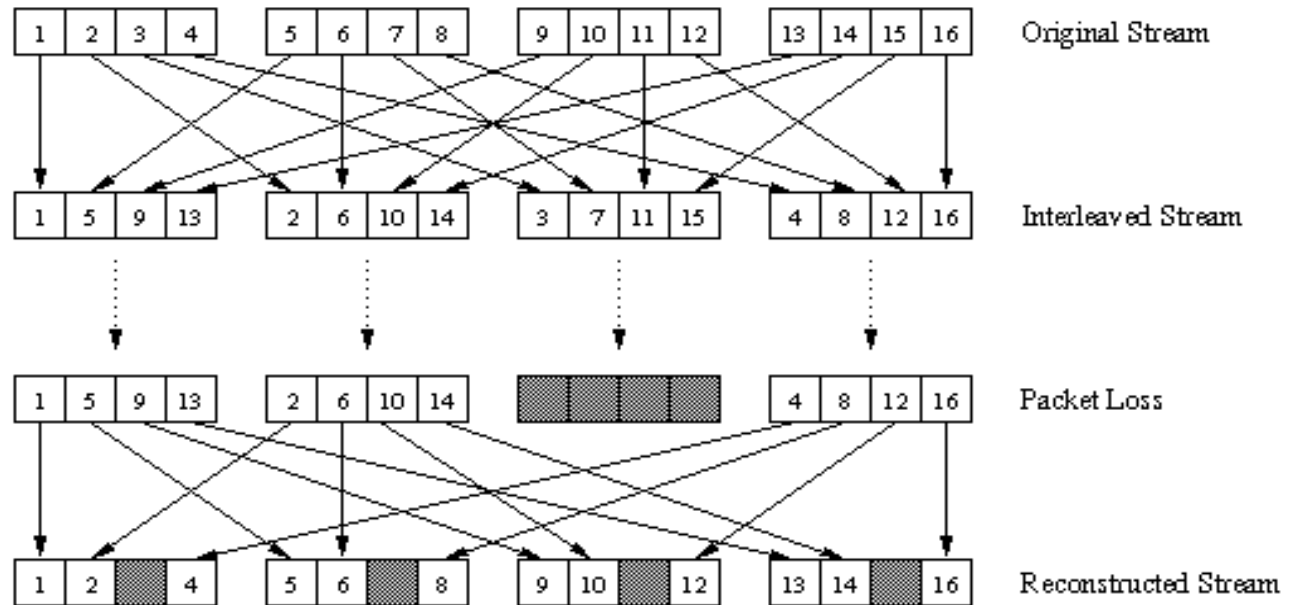 1 2 3 4 5 6 7 8 9 10 11 12 13 14 15 16 Original Stream
1 5 9 13 2 6 10 14 3 7 11 15 4 8 12 16 Interleaved Stream
1 5 9 13 2 6 10 14 4 8 12 16 Packet Loss
1 2 4 5 6 8 9 10 12 13 14 16 Reconstructed Stream